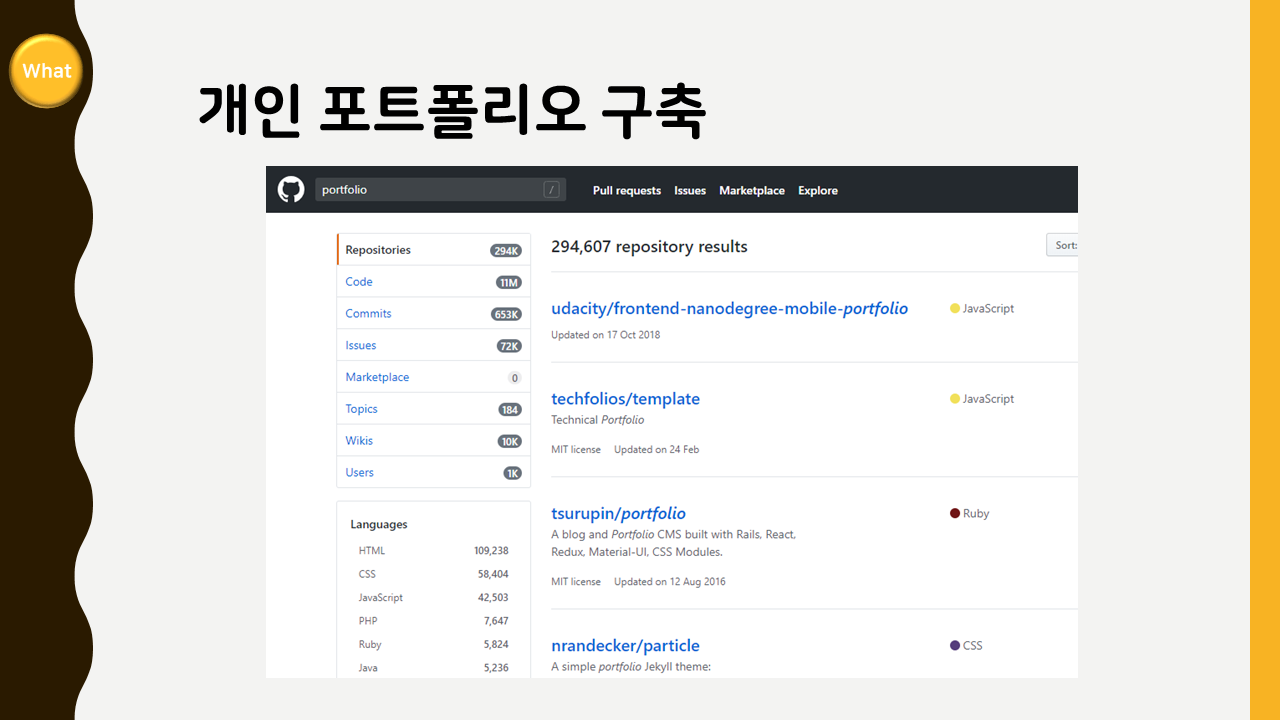 What
개인 포트폴리오 구축
portfolio /
Pull requests Issues Marketplace Explore
Repositories 294K
Code 11M
Commits 653K
Issues 72K
Marketplace 0
Topics 184
Wikis 10K
Users 1K
Languages
HTML 109,238
CSS 58,404
JavaScript 42,503
PHP 7,647
Ruby 5,824
Java 5,236
294,607 repository results
Sort:
udacity/frontend-nanodegree-mobile-portfolio
JavaScript
Updated on 17 Oct 2018
techfolios/template
JavaScript
Technical Portfolio
MIT license Updated on 24 Feb
tsurupin/portfolio
Ruby
A blog and Portfolio CMS built with Rails, React,
Redux, Material-UI, CSS Modules.
MIT license Updated on 12 Aug 2016
nrandecker/particle
CSS
A simple portfolio Jekyll theme: